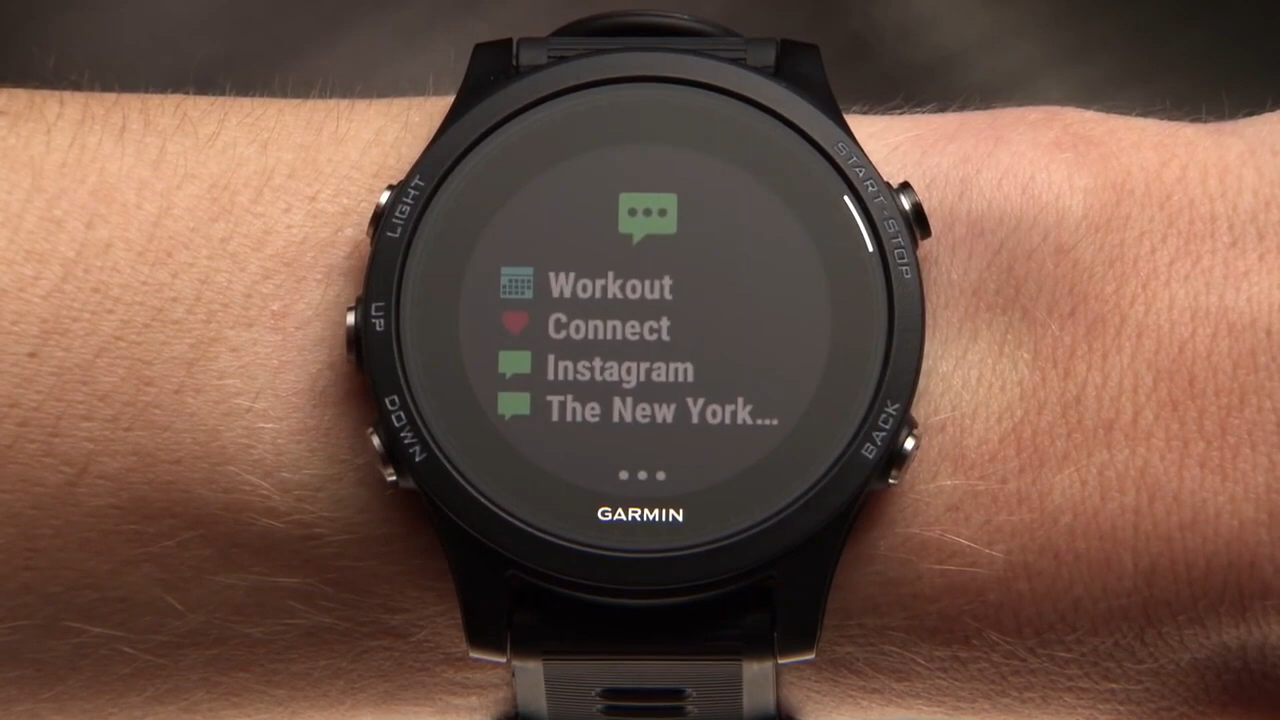 LIGHT
START·STOP
UP
Workout
Connect
Instagram
The New York...
DOWN
BACK
GARMIN